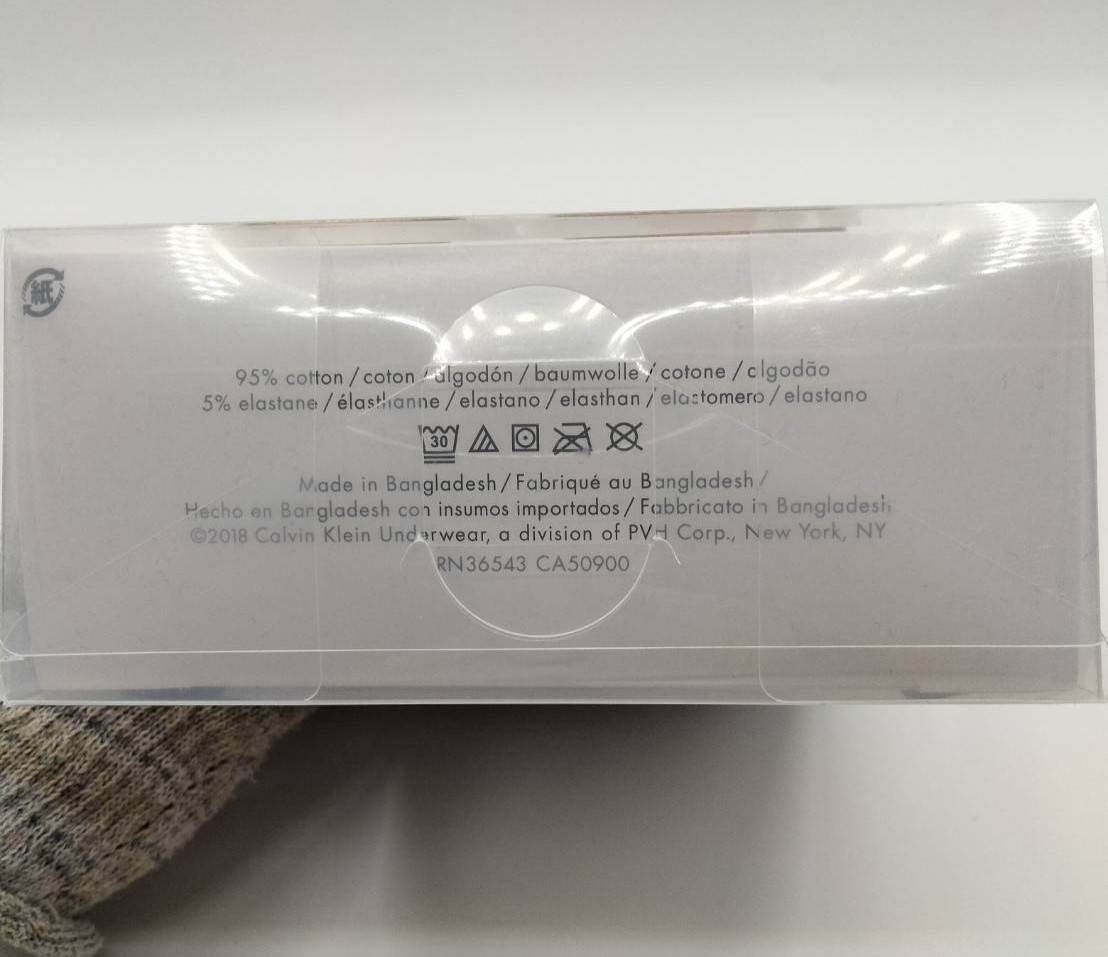 紙
95% cotton / coton / algodón / baumwolle / cotone / algodão
5% elastane / élasthanne / elastano / elasthan / elastomero / elastano
30
Made in Bangladesh / Fabriqué au Bangladesh /
Hecho en Bangladesh con insumos importados / Fabbricato in Bangladesh
©2018 Calvin Klein Underwear, a division of PVH Corp., New York, NY
RN36543 CA50900